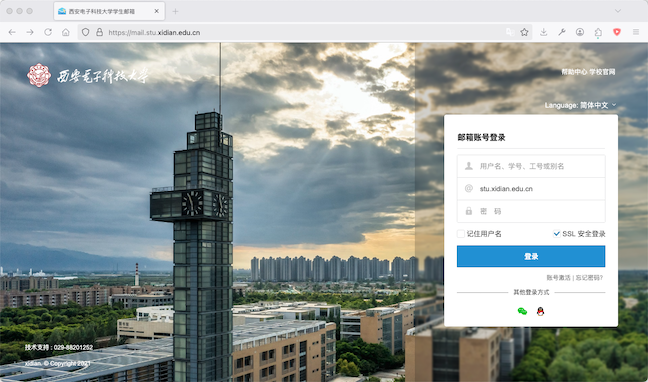 西安电子科技大学学生邮箱
https://mail.stu.xidian.edu.cn
西安电子科技大学
帮助中心 学校官网
Language: 简体中文
邮箱账号登录
用户名、学号、工号或别名
@ stu.xidian.edu.cn
密 码
记住用户名 SSL 安全登录
登录
账号激活 | 忘记密码?
其他登录方式
技术支持 : 029-88201252
xidian. © Copyright 2021